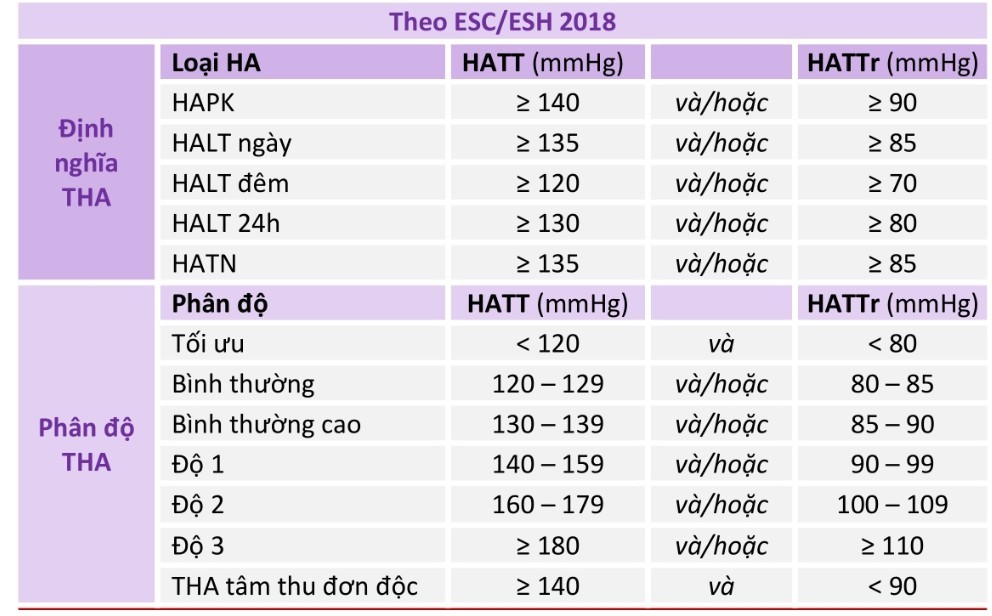 Theo ESC/ESH 2018
Định nghĩa THA
Loại HA HATT (mmHg) HATTr (mmHg)
HAPK ≥ 140 và/hoặc ≥ 90
HALT ngày ≥ 135 và/hoặc ≥ 85
HALT đêm ≥ 120 và/hoặc ≥ 70
HALT 24h ≥ 130 và/hoặc ≥ 80
HATN ≥ 135 và/hoặc ≥ 85
Phân độ THA
Phân độ HATT (mmHg) HATTr (mmHg)
Tối ưu < 120 và < 80
Bình thường 120 – 129 và/hoặc 80 – 85
Bình thường cao 130 – 139 và/hoặc 85 – 90
Độ 1 140 – 159 và/hoặc 90 – 99
Độ 2 160 – 179 và/hoặc 100 – 109
Độ 3 ≥ 180 và/hoặc ≥ 110
THA tâm thu đơn độc ≥ 140 và < 90